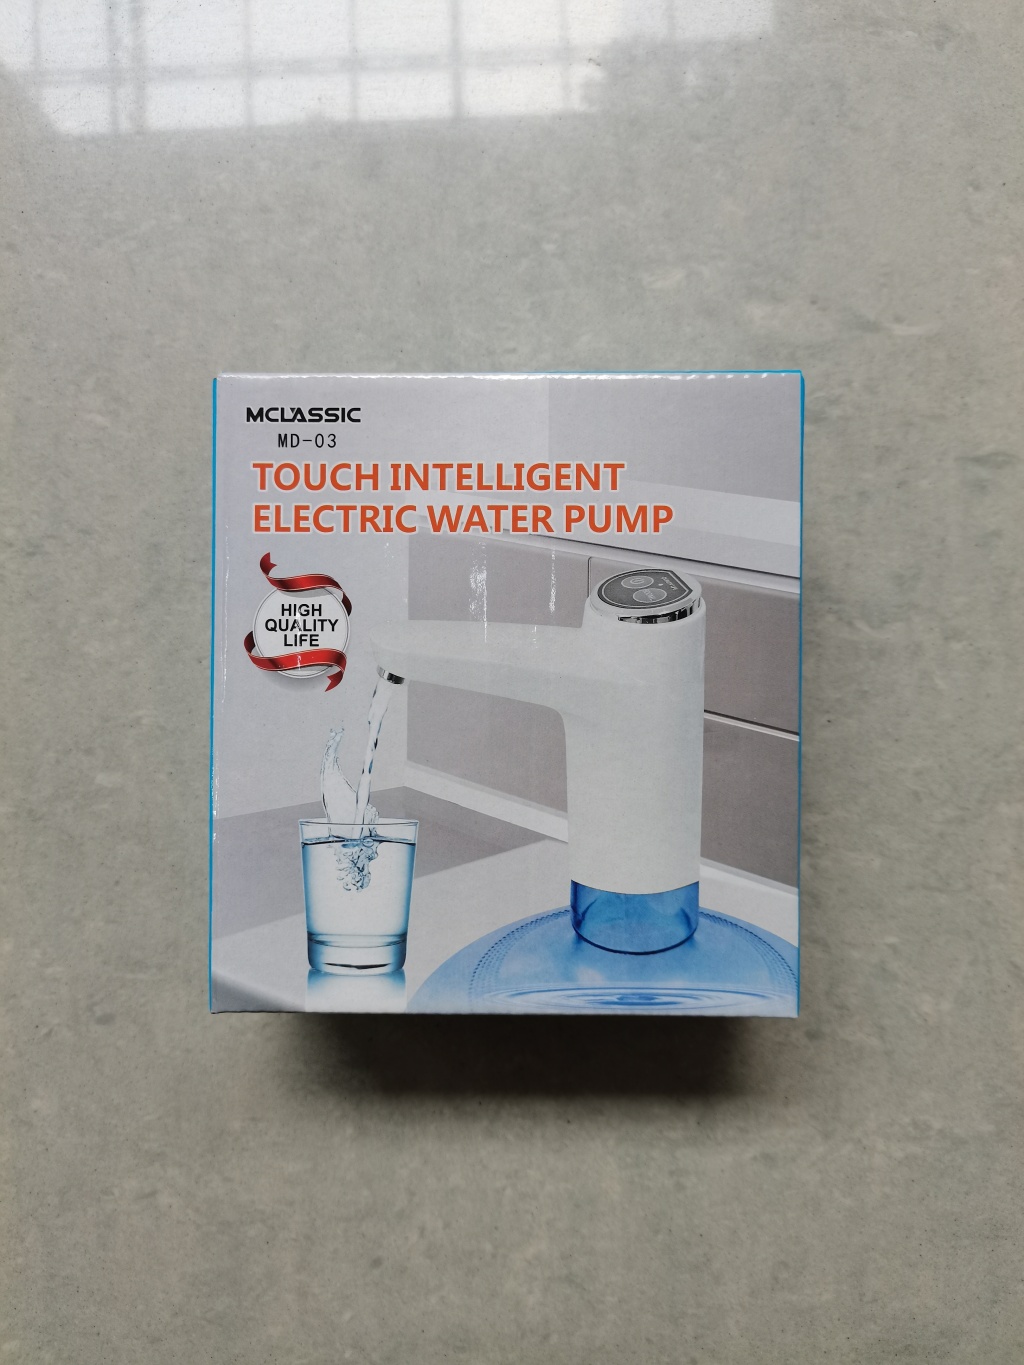 MCLASSIC
MD-03
TOUCH INTELLIGENT
ELECTRIC WATER PUMP
HIGH
QUALITY
LIFE